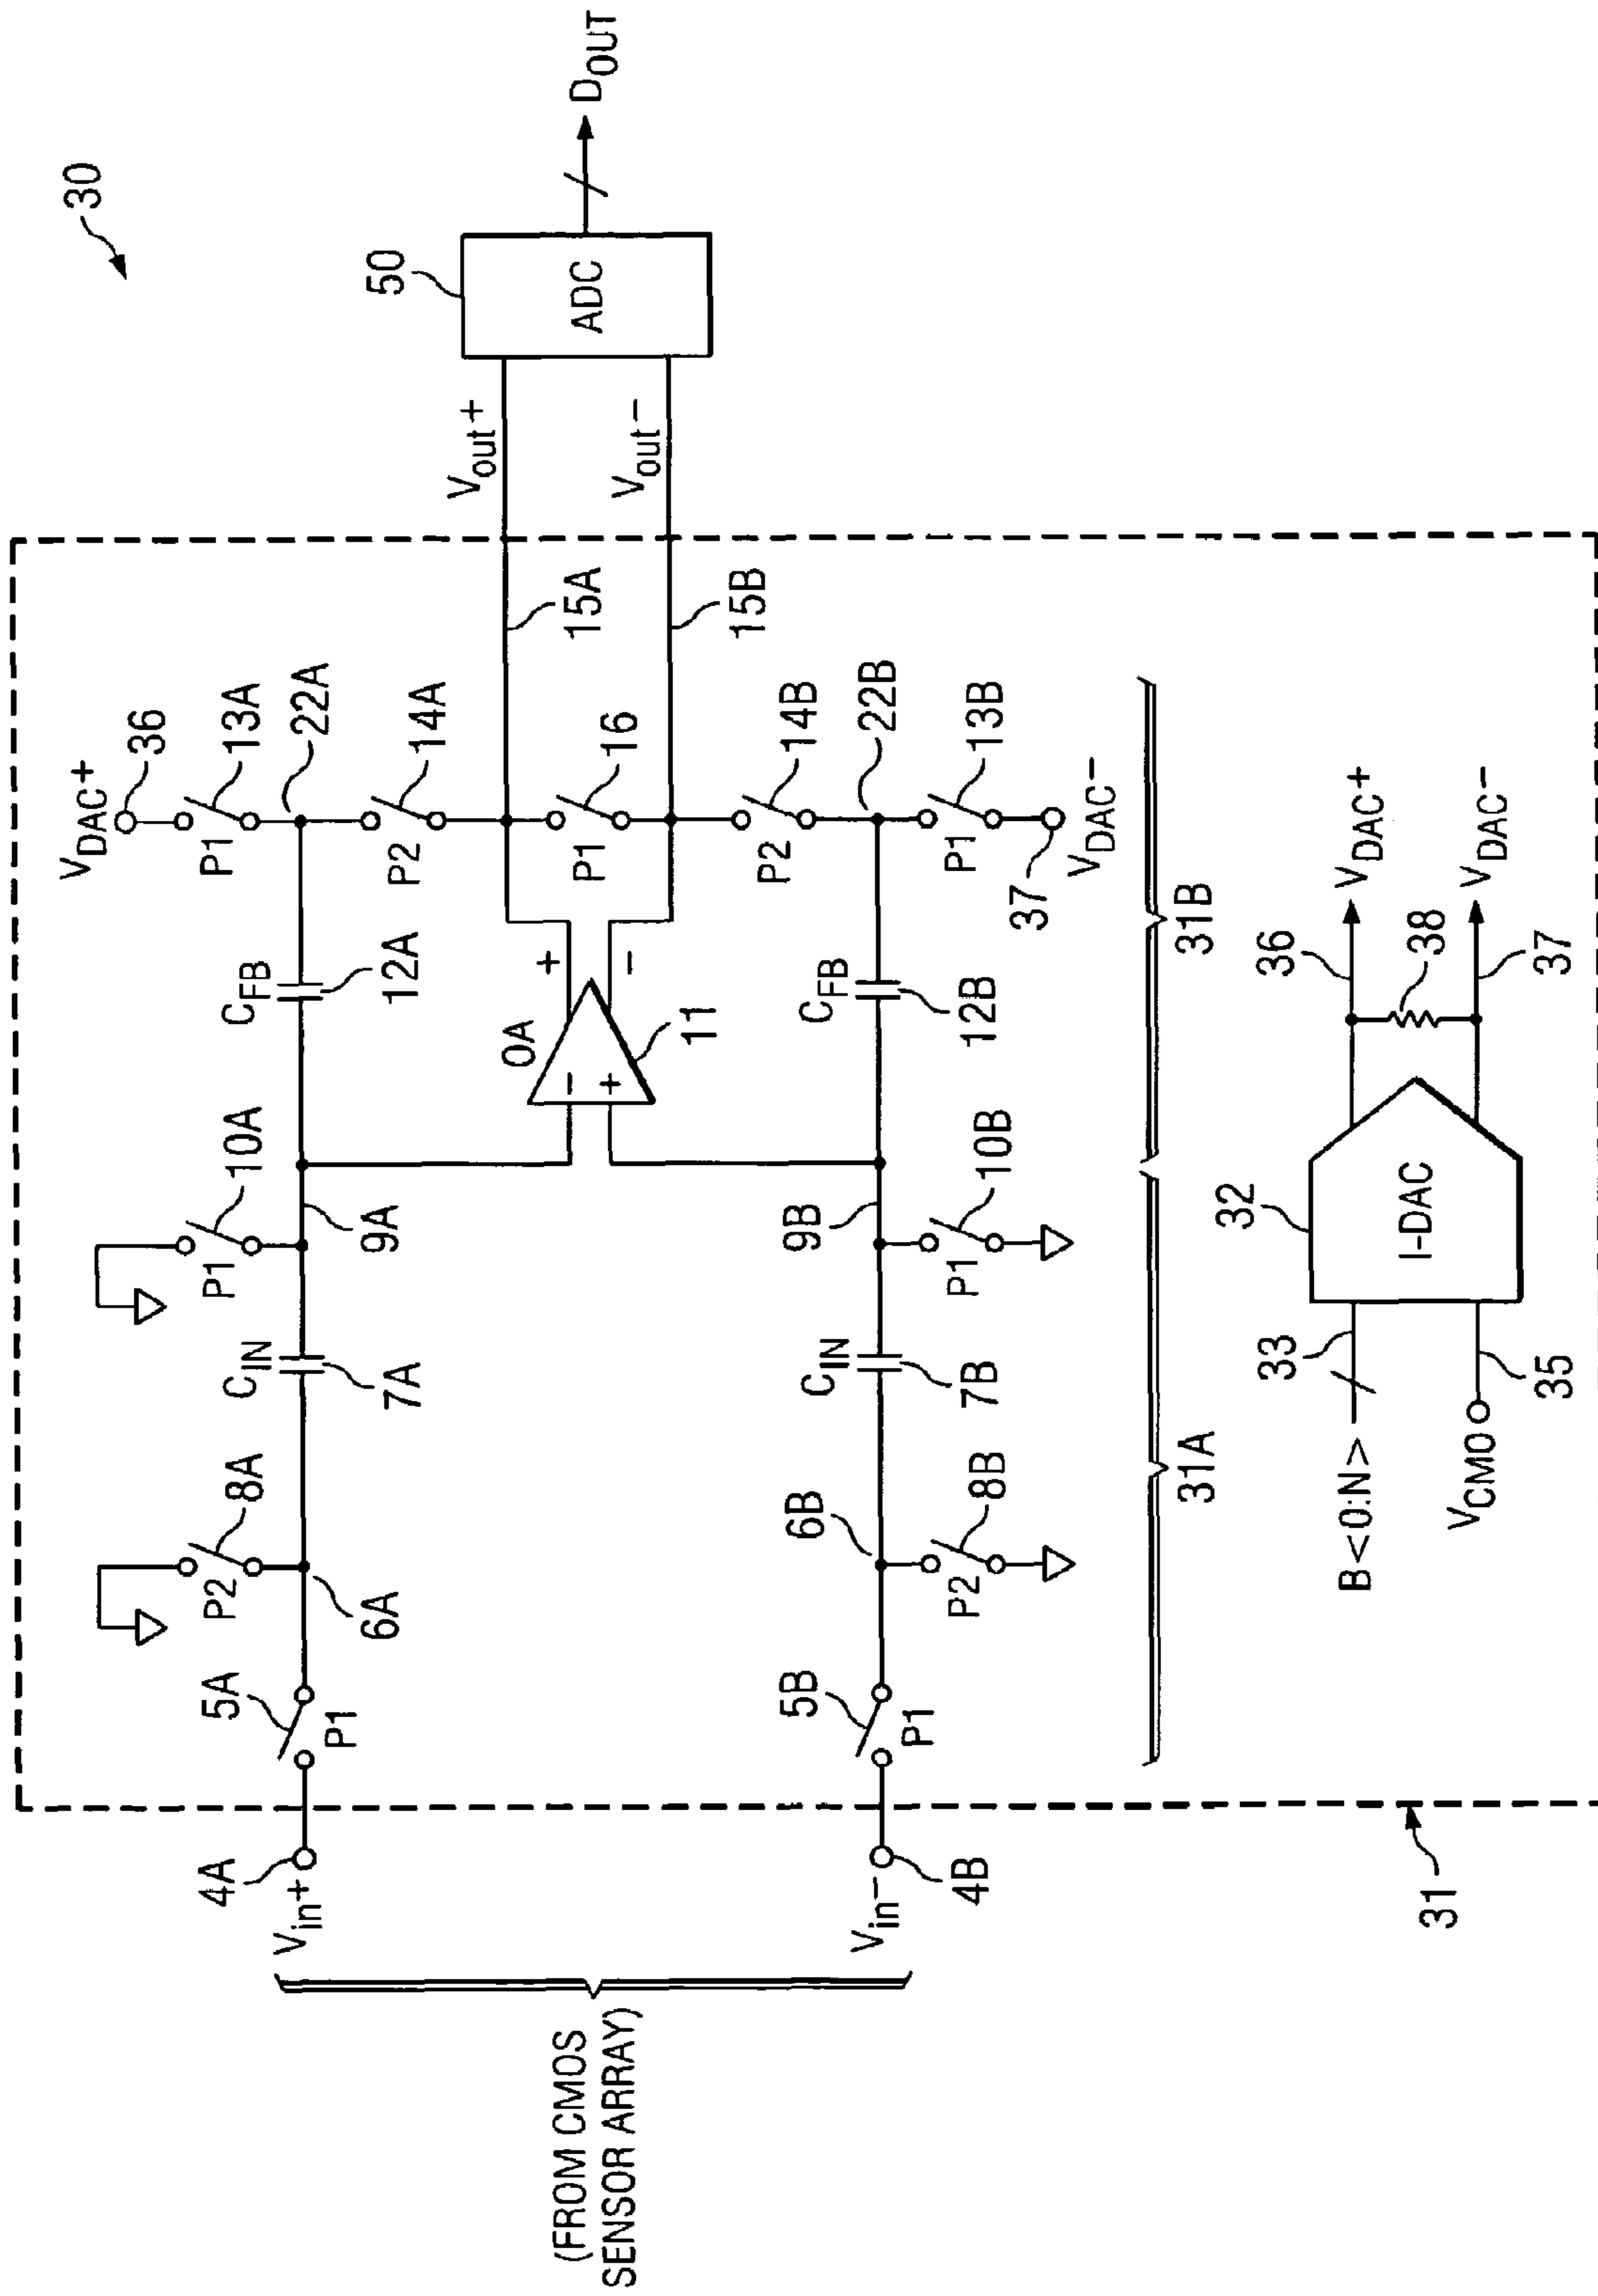 30
31
(FROM CMOS
SENSOR ARRAY)
Vin+
4A
5A
P1
6A
P2
8A
CIN
7A
P1
10A
9A
CFB
12A
VDAC+
36
P1
13A
22A
P2
14A
OA
11
−
+
+
−
P1
16
15A
15B
Vout+
Vout−
50
ADC
DOUT
Vin−
4B
5B
P1
6B
P2
8B
CIN
7B
9B
P1
10B
CFB
12B
P2
14B
22B
P1
13B
37
VDAC−
31A
31B
B<0:N>
33
VCMO
35
32
I-DAC
36
VDAC+
38
37
VDAC−